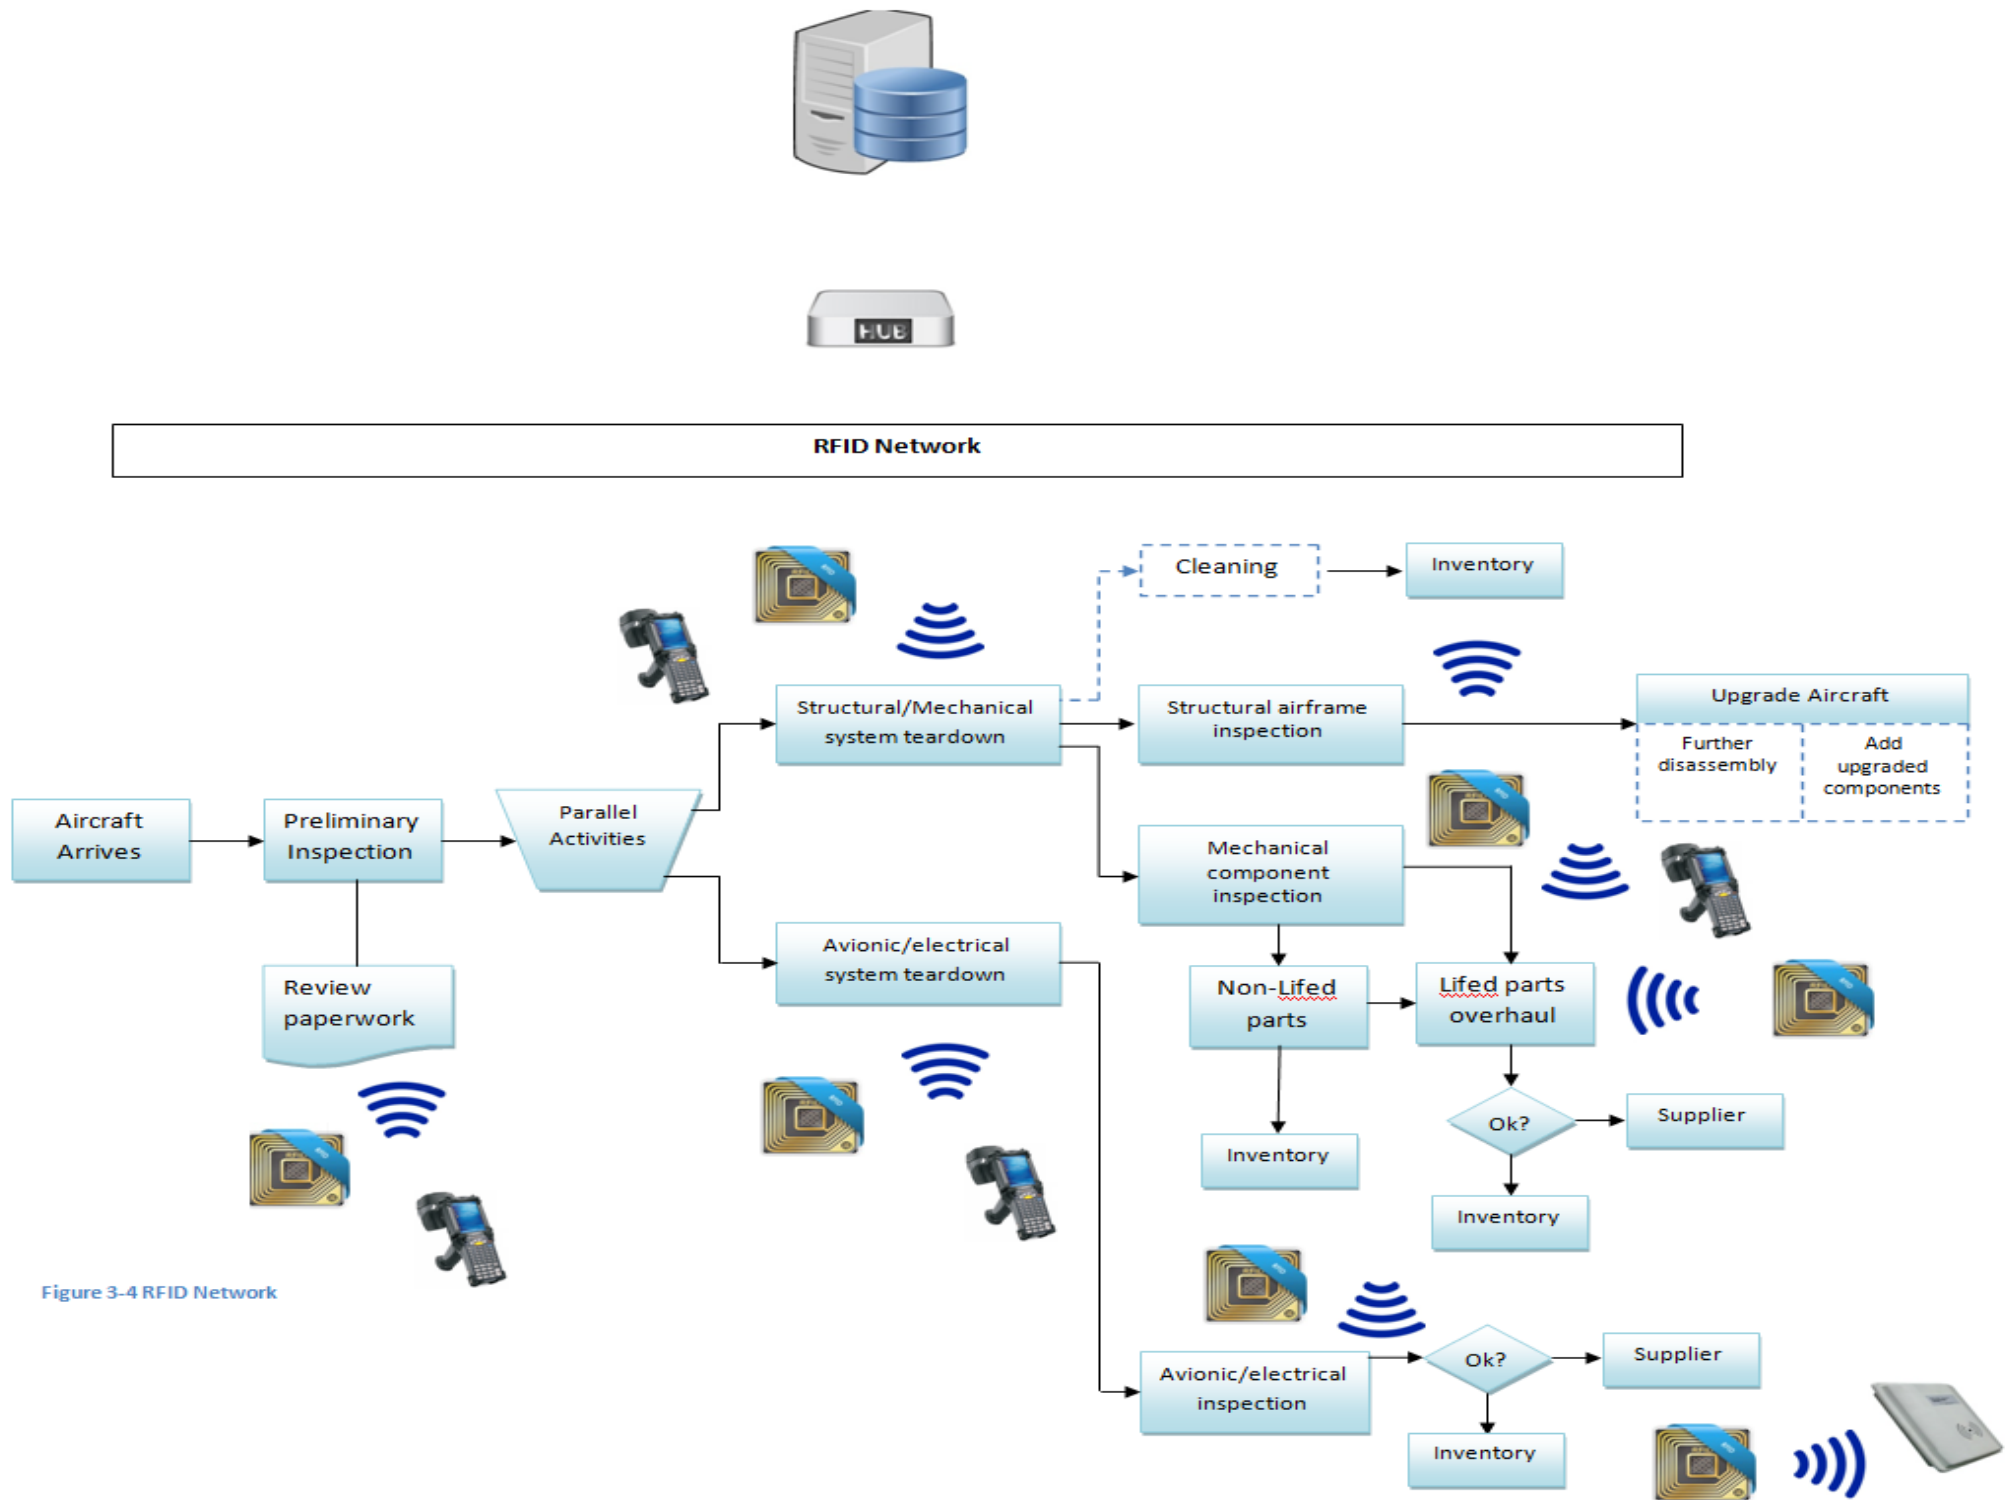 HUB
RFID Network
Cleaning
Inventory
Structural/Mechanical
system teardown
Structural airframe
inspection
Upgrade Aircraft
Further
disassembly
Add
upgraded
components
Aircraft
Arrives
Preliminary
Inspection
Parallel
Activities
Mechanical
component
inspection
Avionic/electrical
system teardown
Review
paperwork
Non-Lifed
parts
Lifed parts
overhaul
Ok?
Supplier
Inventory
Inventory
Figure 3-4 RFID Network
Avionic/electrical
inspection
Ok?
Supplier
Inventory